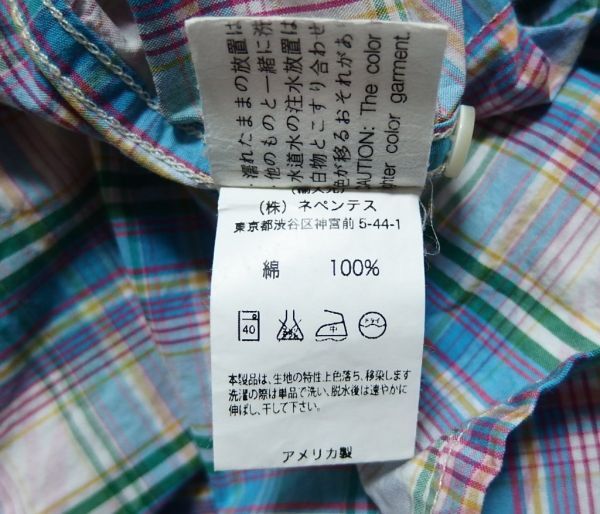 ・濡れたままの放置は
・他のものと一緒に洗
・水道水の注水放置は
・白物とこすり合わせ
色が移るおそれがあ
CAUTION: The color
hter color garment.
(株) ネペンテス
東京都渋谷区神宮前 5-44-1
綿 100%
40 中
本製品は、生地の特性上色落ち、移染します
洗濯の際は単品で洗い、脱水後は速やかに
伸ばし、干して下さい。
アメリカ製